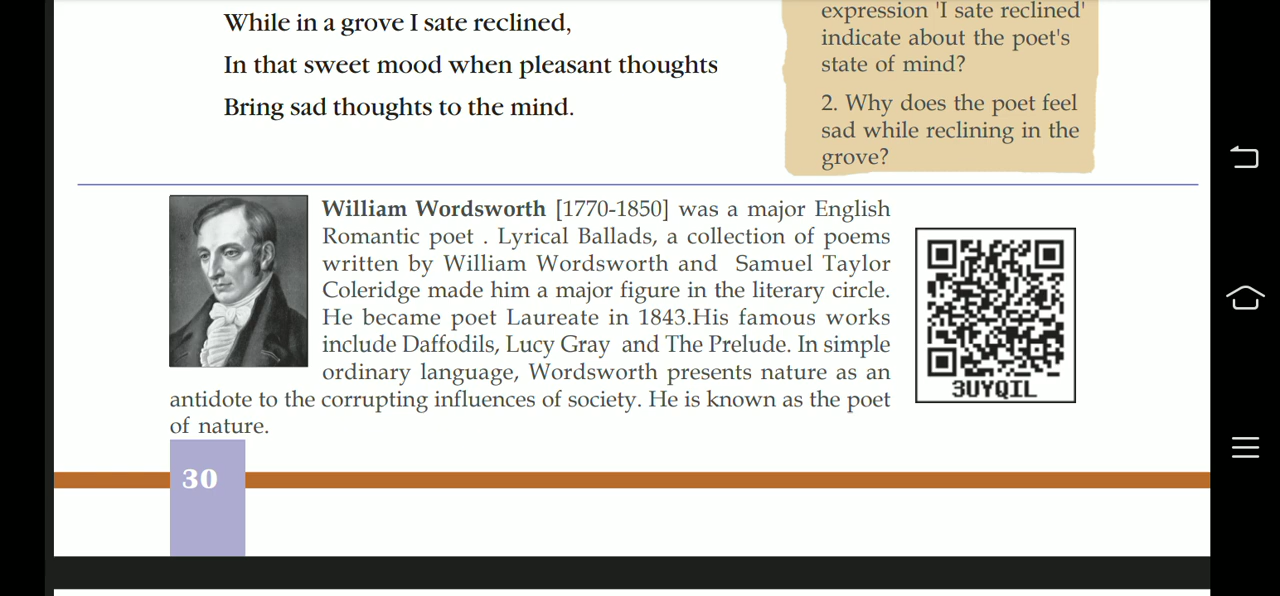 While in a grove I sate reclined,
In that sweet mood when pleasant thoughts
Bring sad thoughts to the mind.
expression 'I sate reclined'
indicate about the poet's
state of mind?
2. Why does the poet feel
sad while reclining in the
grove?
William Wordsworth [1770-1850] was a major English
Romantic poet . Lyrical Ballads, a collection of poems
written by William Wordsworth and Samuel Taylor
Coleridge made him a major figure in the literary circle.
He became poet Laureate in 1843.His famous works
include Daffodils, Lucy Gray and The Prelude. In simple
ordinary language, Wordsworth presents nature as an
antidote to the corrupting influences of society. He is known as the poet
of nature.
3UYQIL
30